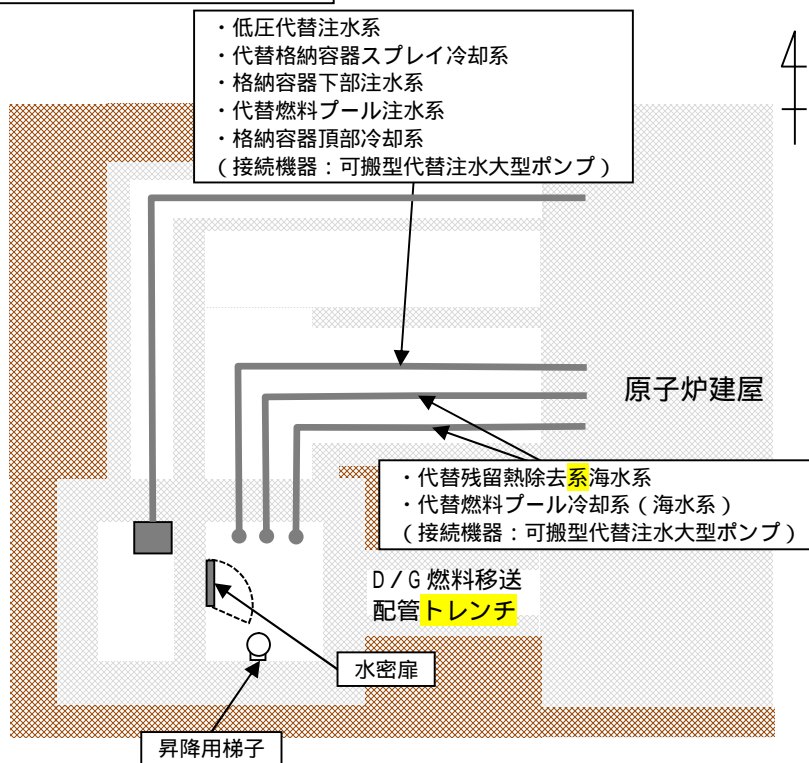 ・低圧代替注水系
・代替格納容器スプレイ冷却系
・格納容器下部注水系
・代替燃料プール注水系
・格納容器頂部冷却系
(接続機器:可搬型代替注水大型ポンプ)
原子炉建屋
・代替残留熱除去系海水系
・代替燃料プール冷却系(海水系)
(接続機器:可搬型代替注水大型ポンプ)
D/G燃料移送
配管トレンチ
水密扉
昇降用梯子